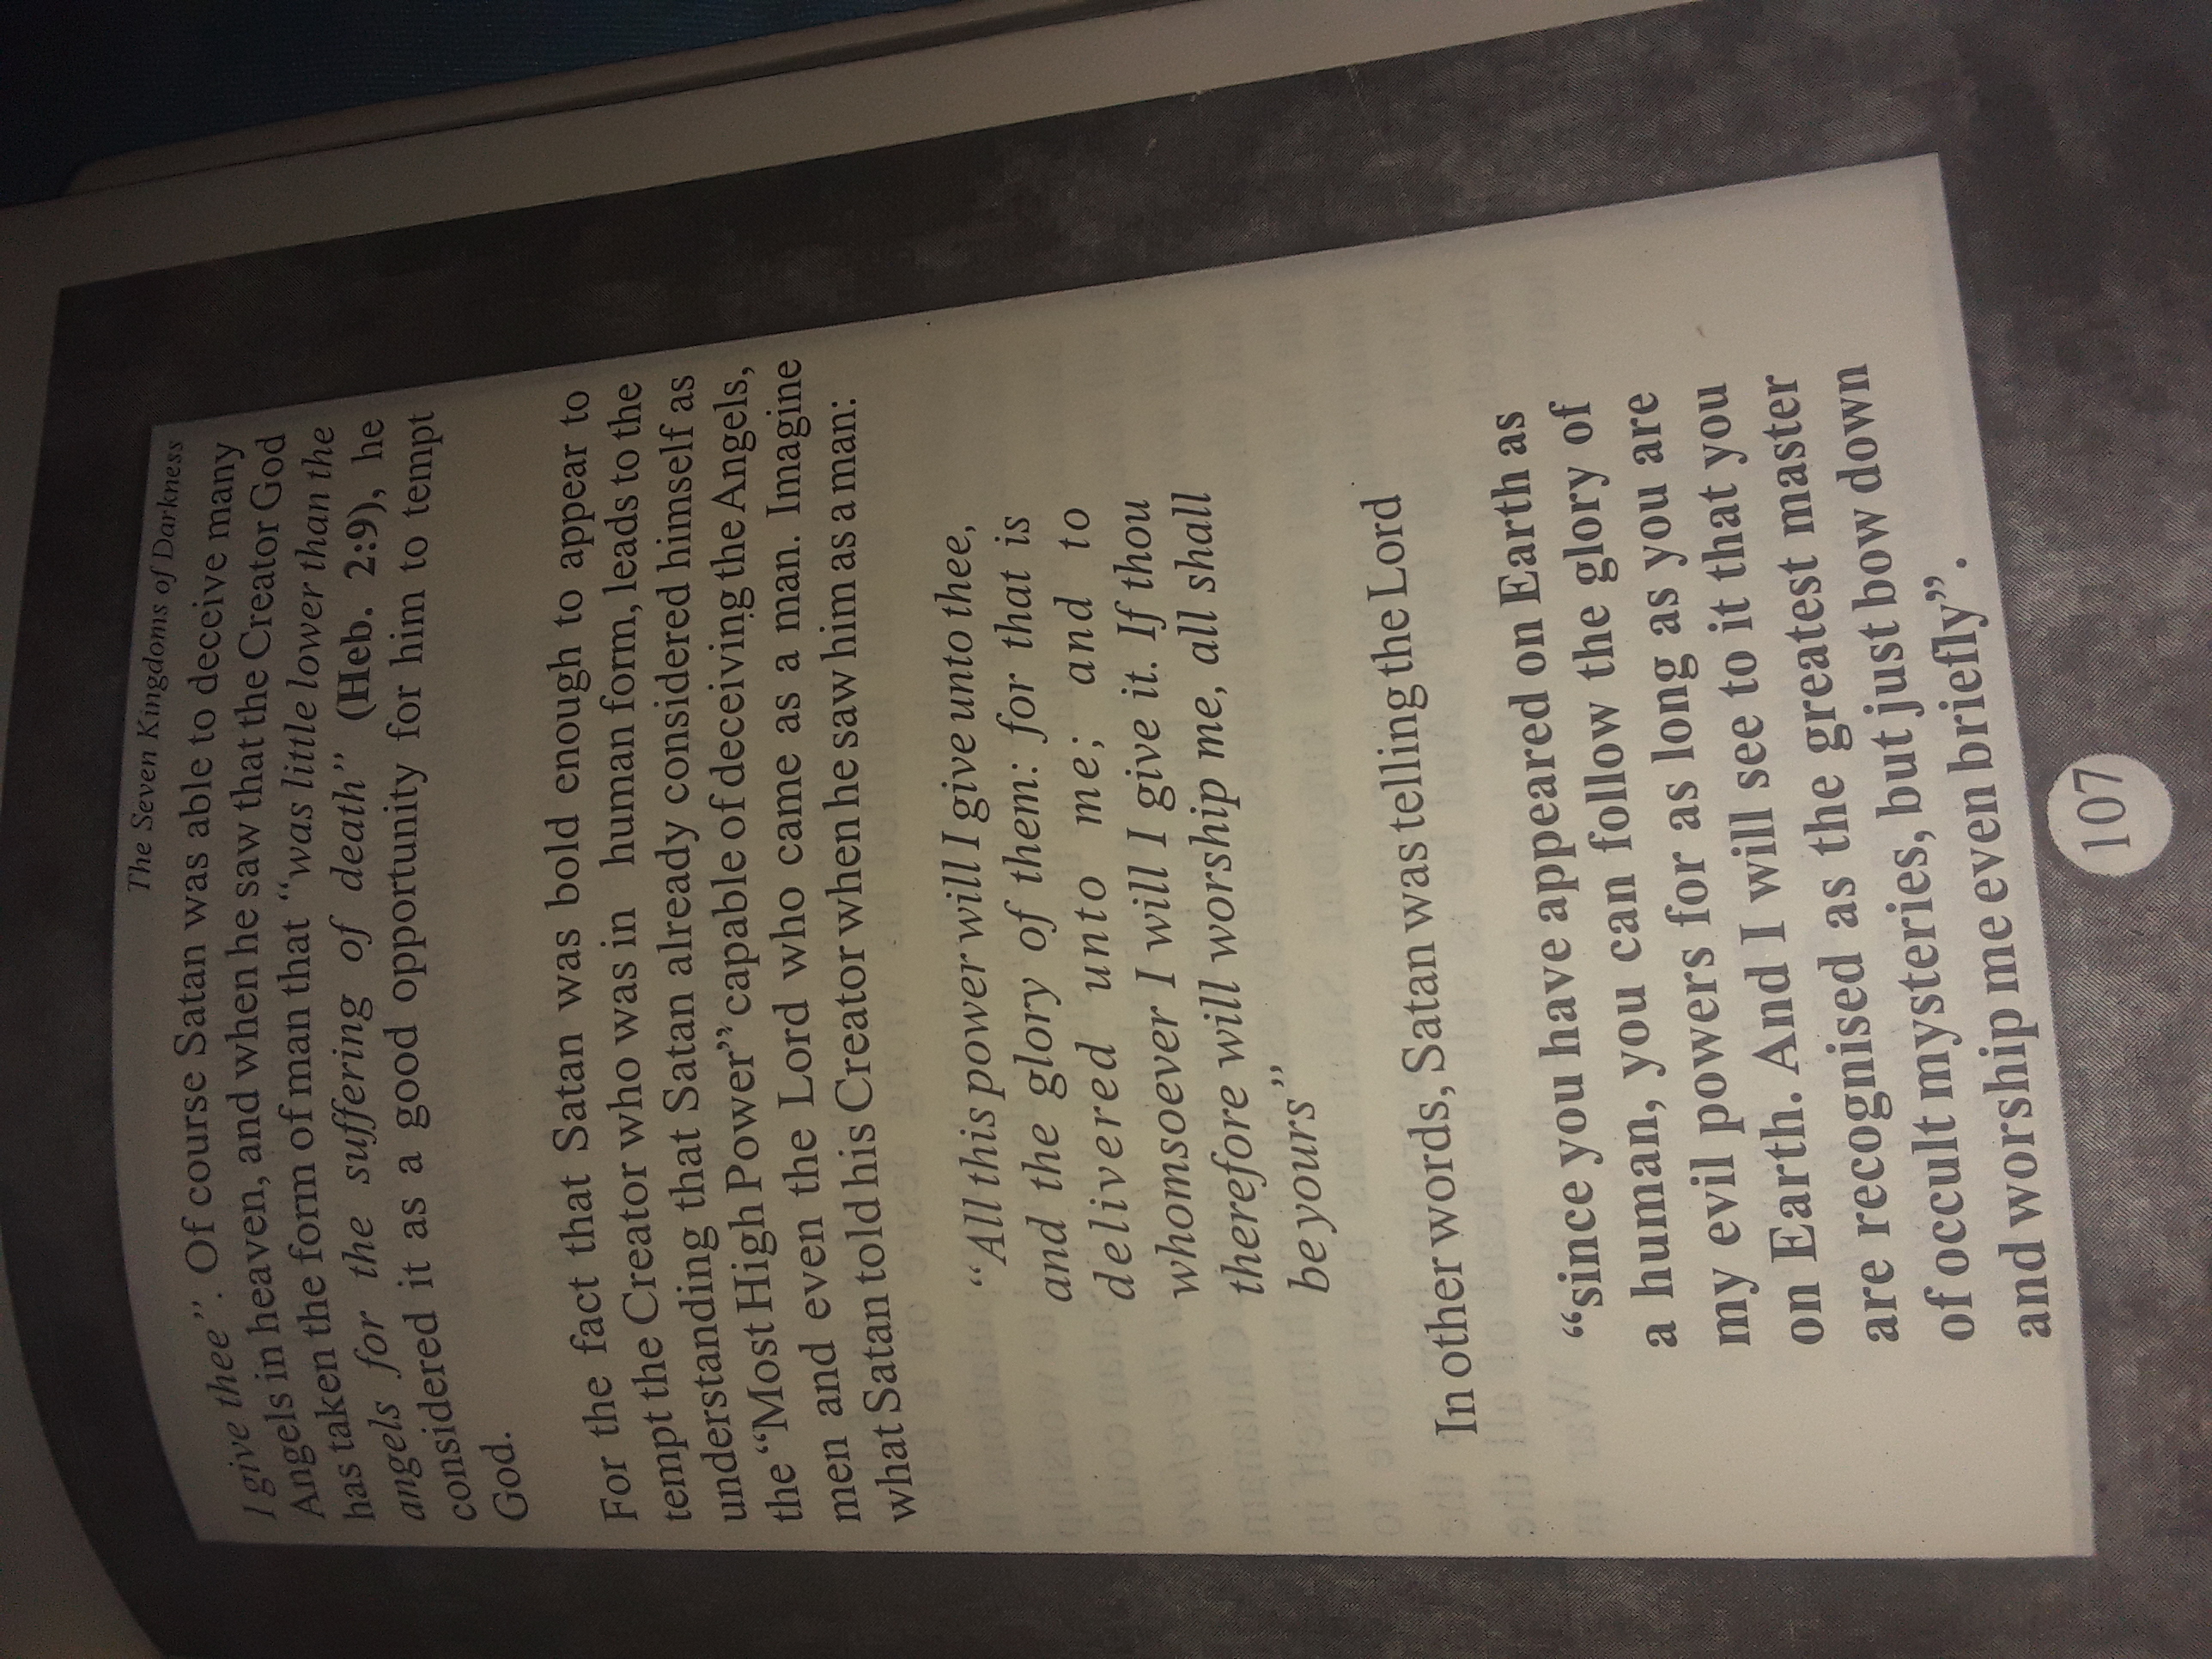 The Seven Kingdoms of Darkness
I give thee”. Of course Satan was able to deceive many
Angels in heaven, and when he saw that the Creator God
has taken the form of man that “was little lower than the
angels for the suffering of death” (Heb. 2:9), he
considered it as a good opportunity for him to tempt
God.
For the fact that Satan was bold enough to appear to
tempt the Creator who was in human form, leads to the
understanding that Satan already considered himself as
the “Most High Power” capable of deceiving the Angels,
men and even the Lord who came as a man. Imagine
what Satan told his Creator when he saw him as a man:
“All this power will I give unto thee,
and the glory of them: for that is
delivered unto me; and to
whomsoever I will I give it. If thou
therefore will worship me, all shall
be yours”
In other words, Satan was telling the Lord
“since you have appeared on Earth as
a human, you can follow the glory of
my evil powers for as long as you are
on Earth. And I will see to it that you
are recognised as the greatest master
of occult mysteries, but just bow down
and worship me even briefly”.
107